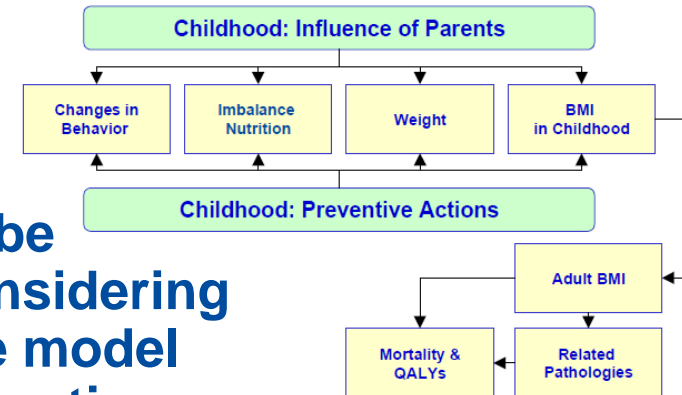 Childhood: Influence of Parents
Changes in
Behavior
Imbalance
Nutrition
Weight
BMI
in Childhood
Childhood: Preventive Actions
be
nsidering
model
Adult BMI
Mortality &
QALYs
Related
Pathologies